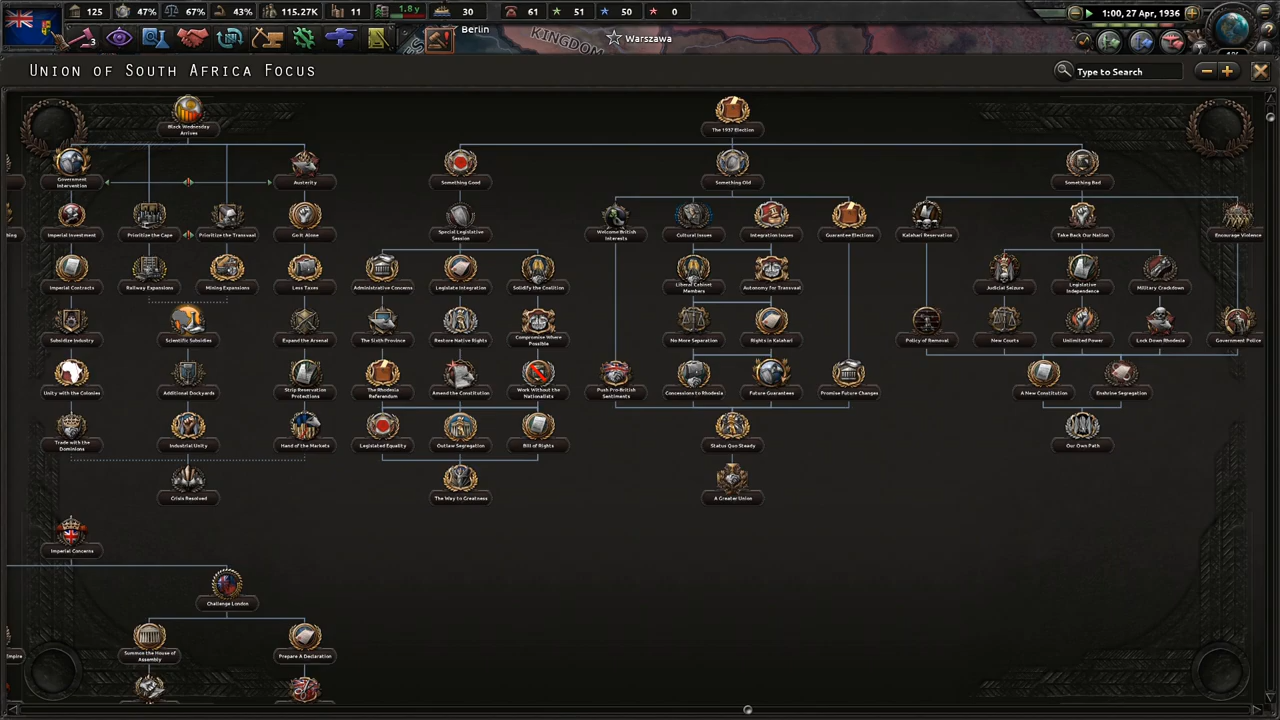 125 47% 67% 43% 115.27K 11 1.8 y 30 61 51 50 0 1:00, 27 Apr, 1936
3
Berlin
KINGDOM
Warszawa
Union of South Africa Focus
Type to Search
Black Wednesday Arrives
The 1937 Election
Government Intervention
Austerity
Something Good
Something Old
Something Bad
Imperial Investment
Prioritize the Cape
Prioritize the Transvaal
Go It Alone
Special Legislative Session
Welcome British Interests
Cultural Issues
Integration Issues
Guarantee Elections
Kalahari Reservation
Take Back Our Nation
Encourage Violence
Imperial Contracts
Railway Expansions
Mining Expansions
Less Taxes
Administrative Concerns
Legislate Integration
Solidify the Coalition
Liberal Cabinet Members
Autonomy for Transvaal
Judicial Seizure
Legislative Independence
Military Crackdown
Subsidize Industry
Scientific Subsidies
Expand the Arsenal
The Sixth Province
Restore Native Rights
Compromise Where Possible
No More Separation
Rights in Kalahari
Policy of Removal
New Courts
Unlimited Power
Lock Down Rhodesia
Government Police
Unity with the Colonies
Additional Dockyards
Strip Reservation Protections
The Rhodesia Referendum
Amend the Constitution
Work Without the Nationalists
Push Pro-British Sentiments
Concessions to Rhodesia
Future Guarantees
Promise Future Changes
A New Constitution
Enshrine Segregation
Trade with the Dominions
Industrial Unity
Hand of the Markets
Legislated Equality
Outlaw Segregation
Bill of Rights
Status Quo Steady
Our Own Path
Crisis Resolved
The Way to Greatness
A Greater Union
Imperial Concerns
Challenge London
Empire
Summon the House of Assembly
Prepare A Declaration